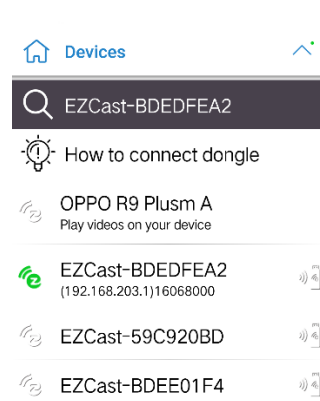 Devices
EZCast-BDEDFEA2
How to connect dongle
OPPO R9 Plusm A
Play videos on your device
EZCast-BDEDFEA2
(192.168.203.1)16068000
EZCast-59C920BD
EZCast-BDEE01F4